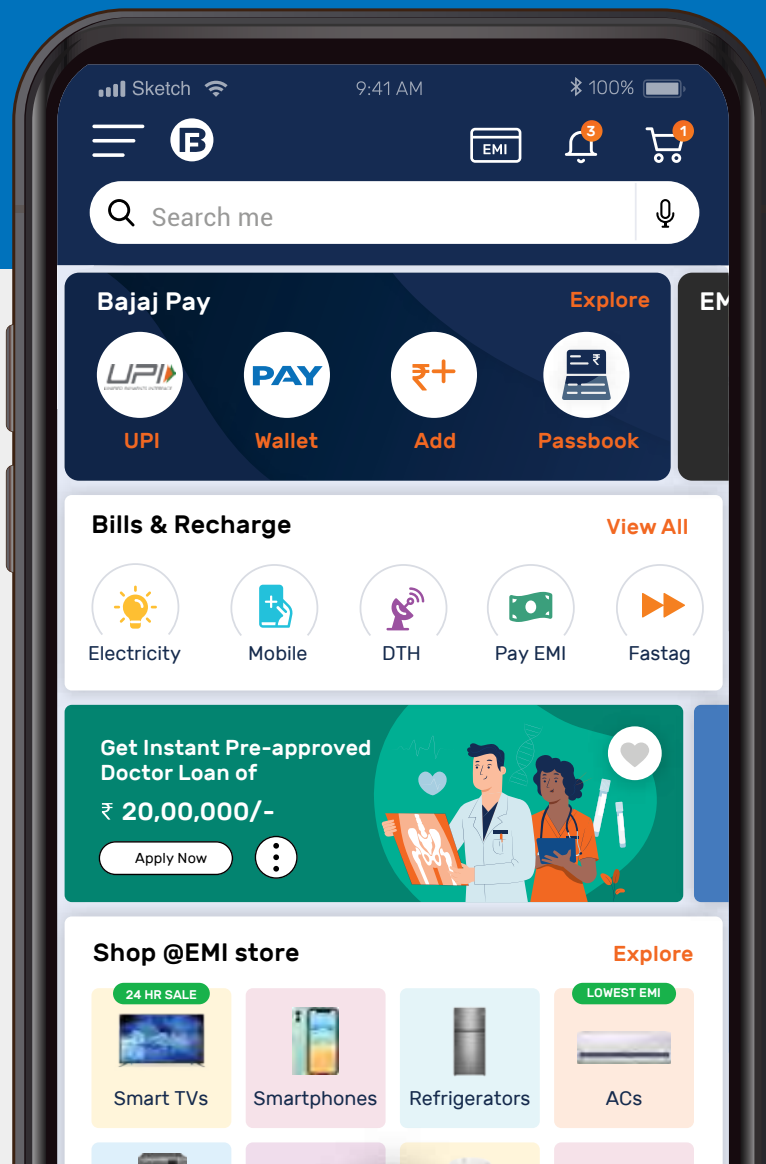 Sketch 9:41 AM 100%
EMI 3 1
Search me
Bajaj Pay Explore EM
UPI PAY ₹+ ₹
UPI Wallet Add Passbook
Bills & Recharge View All
Electricity Mobile DTH Pay EMI Fastag
Get Instant Pre-approved
Doctor Loan of
₹ 20,00,000/-
Apply Now
Shop @EMI store Explore
24 HR SALE LOWEST EMI
Smart TVs Smartphones Refrigerators ACs